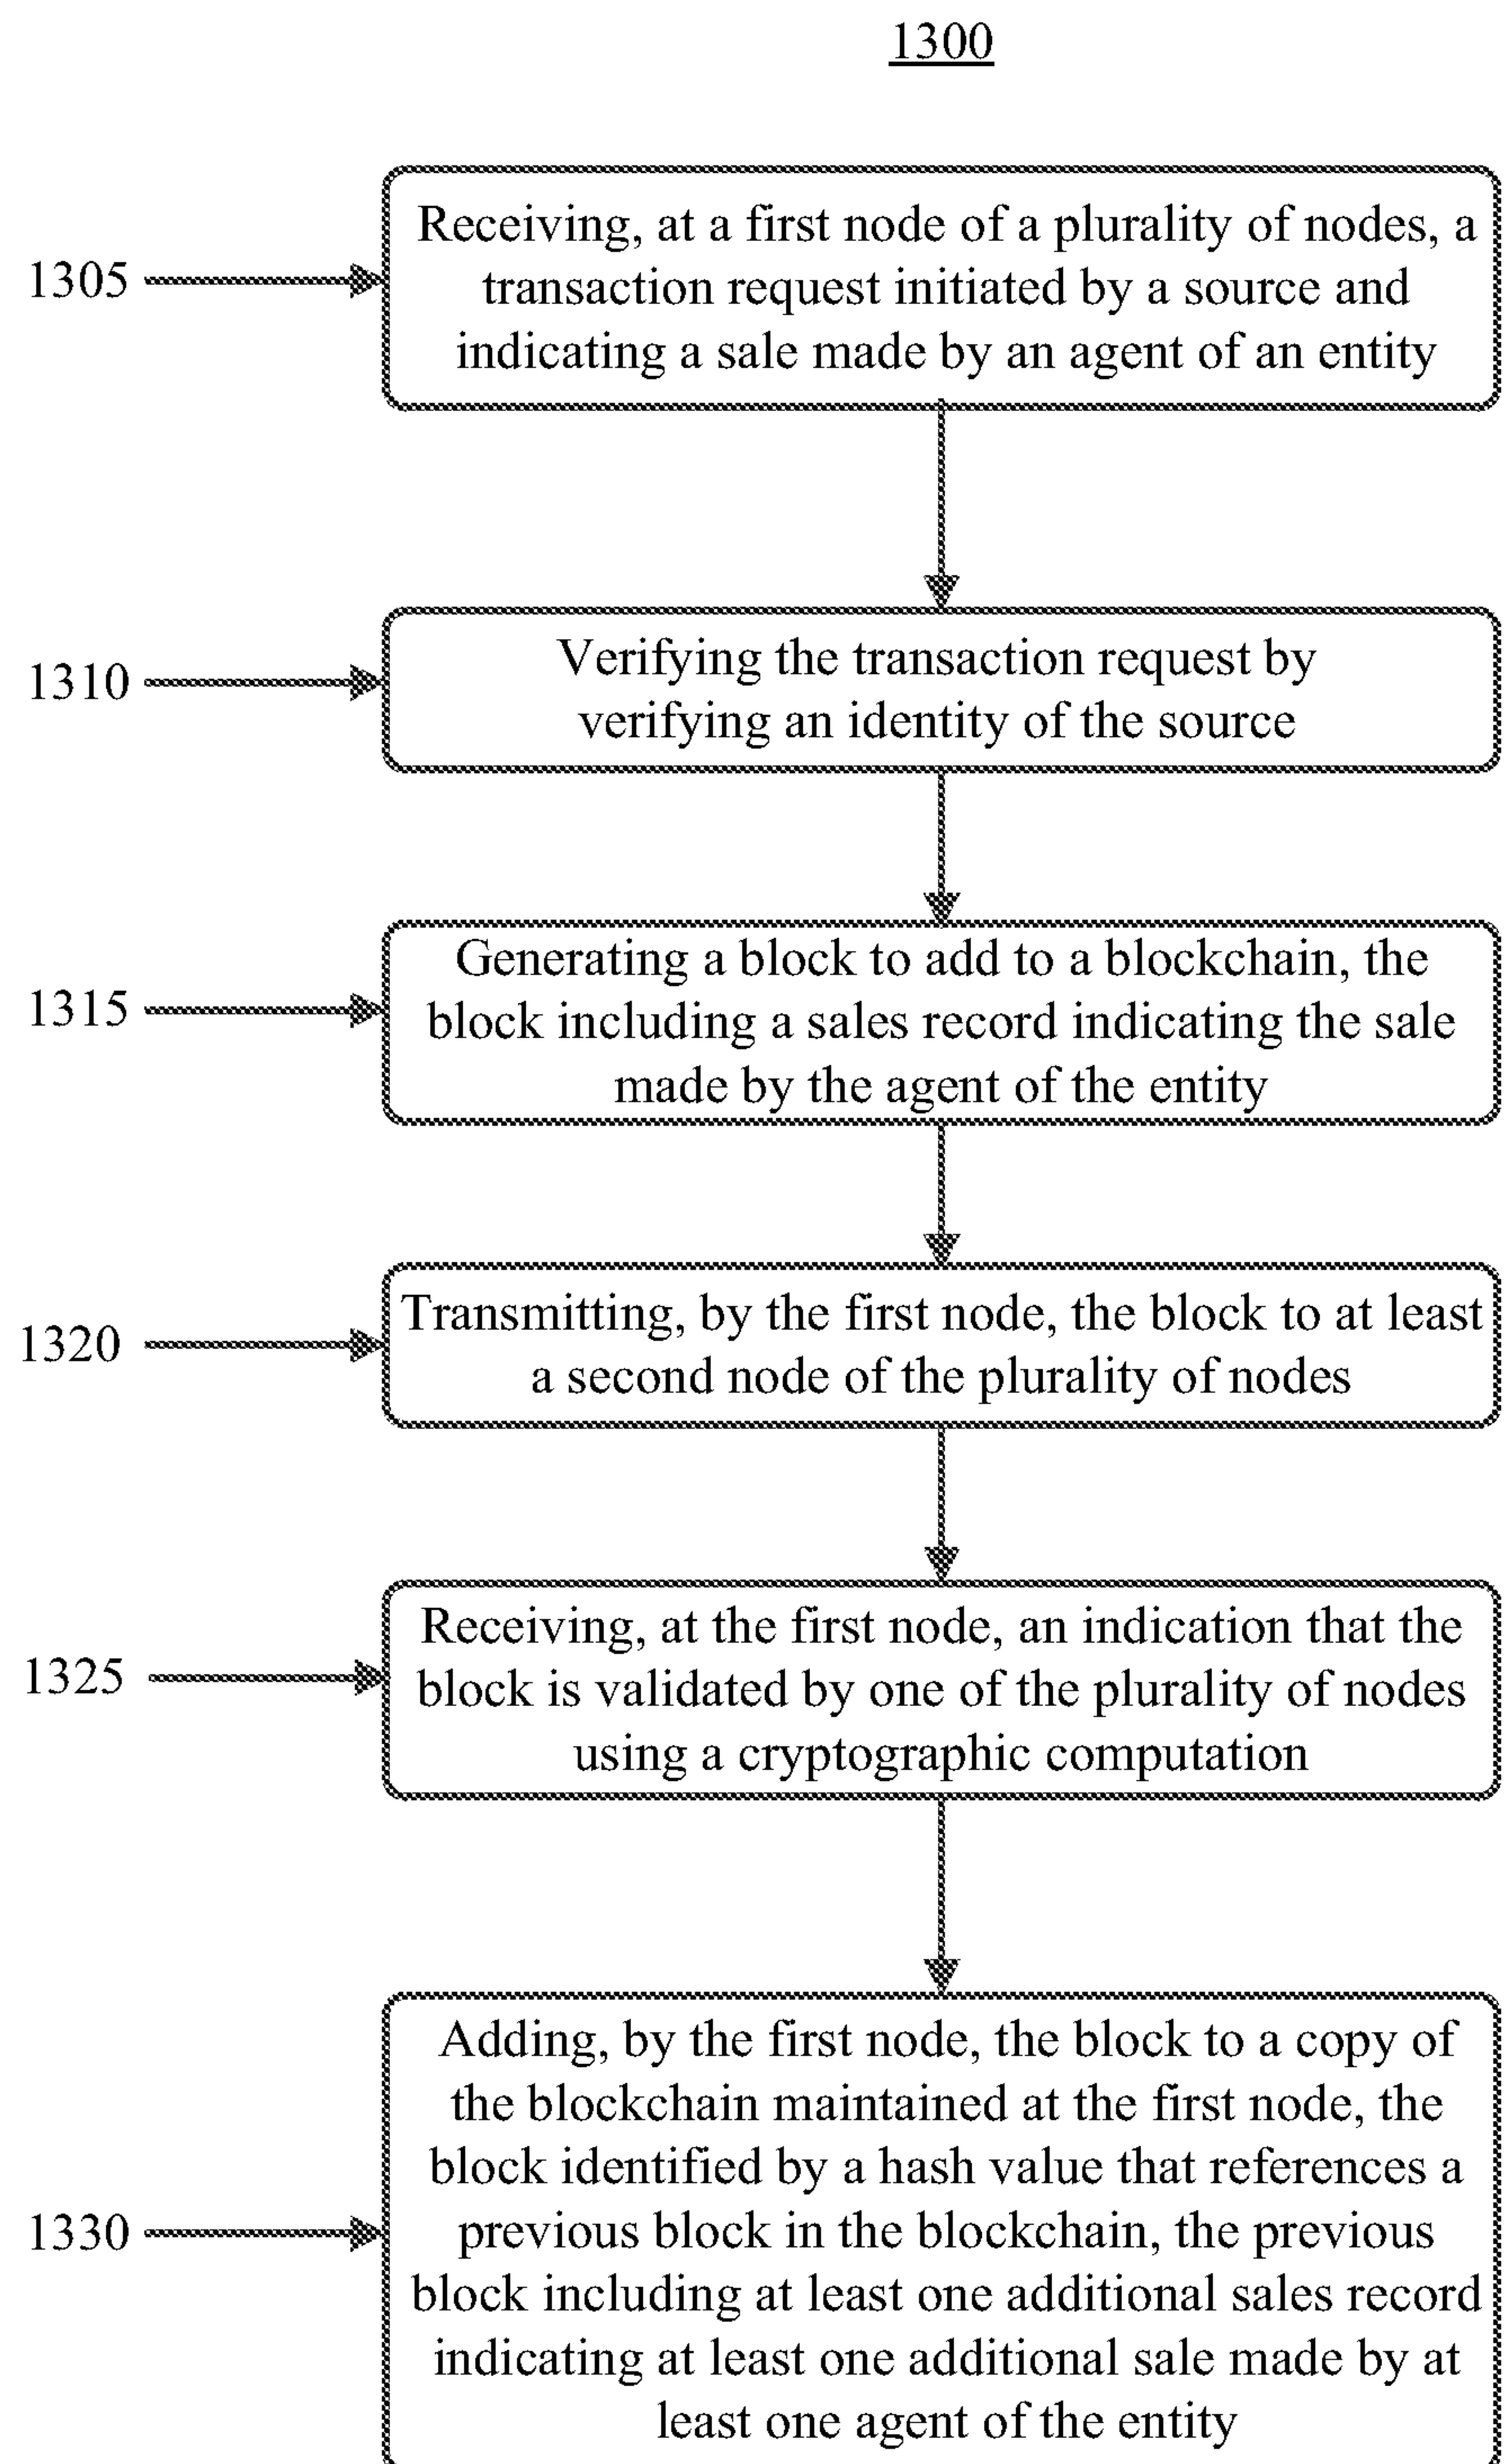 1300
1305
Receiving, at a first node of a plurality of nodes, a
transaction request initiated by a source and
indicating a sale made by an agent of an entity
1310
Verifying the transaction request by
verifying an identity of the source
1315
Generating a block to add to a blockchain, the
block including a sales record indicating the sale
made by the agent of the entity
1320
Transmitting, by the first node, the block to at least
a second node of the plurality of nodes
1325
Receiving, at the first node, an indication that the
block is validated by one of the plurality of nodes
using a cryptographic computation
1330
Adding, by the first node, the block to a copy of
the blockchain maintained at the first node, the
block identified by a hash value that references a
previous block in the blockchain, the previous
block including at least one additional sales record
indicating at least one additional sale made by at
least one agent of the entity